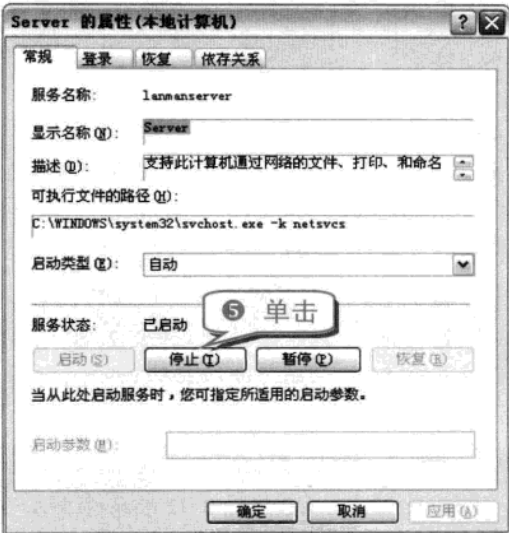 Server 的属性(本地计算机)
常规 登录 恢复 依存关系
服务名称: lanmanserver
显示名称(N): Server
描述(D): 支持此计算机通过网络的文件、打印、和命名
可执行文件的路径(H):
C:\WINDOWS\system32\svchost.exe -k netsvcs
启动类型(E): 自动
服务状态: 已启动
❺ 单击
启动(S) 停止(T) 暂停(P) 恢复(R)
当从此处启动服务时，您可指定所适用的启动参数。
启动参数(M):
确定 取消 应用(A)